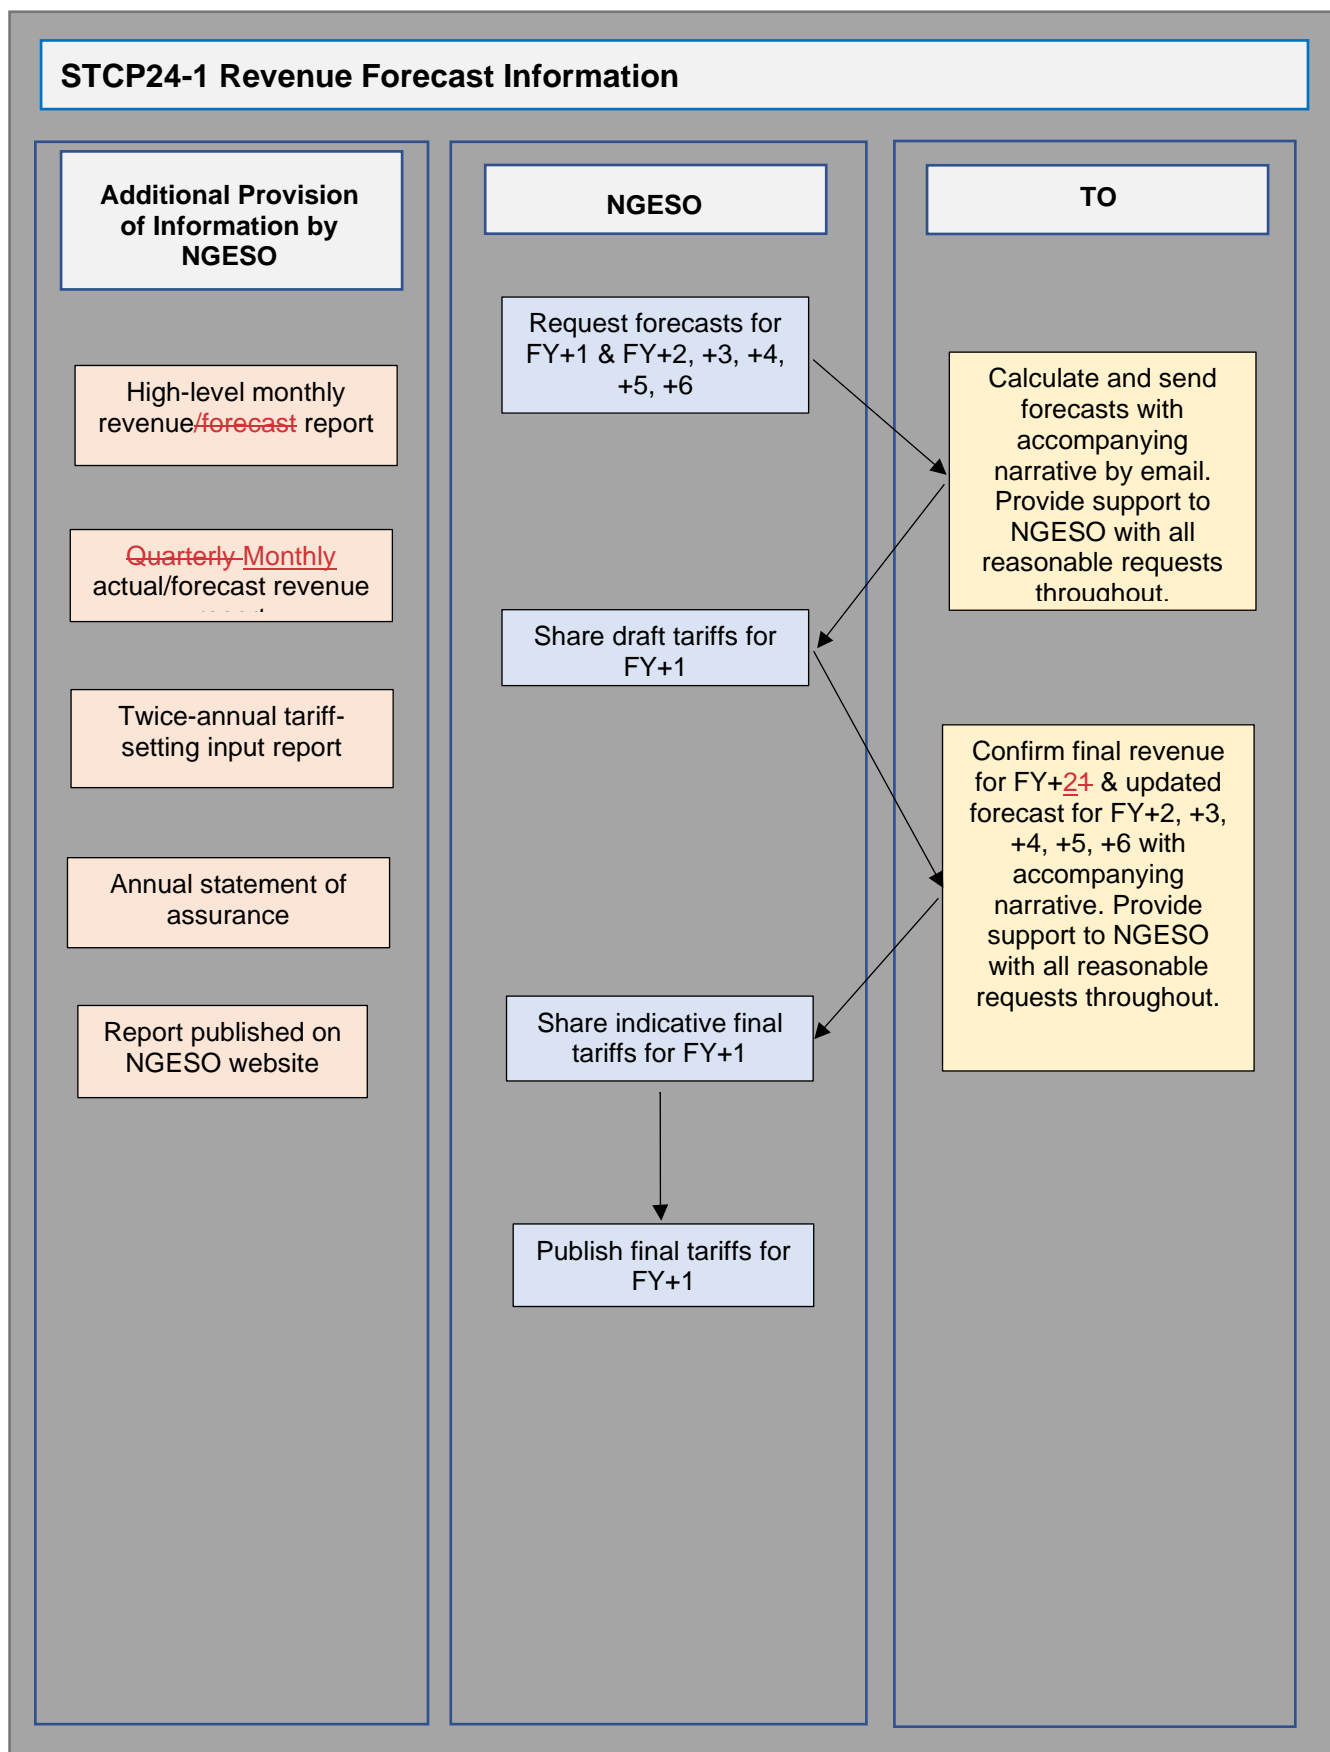 STCP24-1 Revenue Forecast Information
Additional Provision
of Information by
NGESO
High-level monthly
revenue/forecast report
Quarterly Monthly
actual/forecast revenue
Twice-annual tariff-
setting input report
Annual statement of
assurance
Report published on
NGESO website
NGESO
Request forecasts for
FY+1 & FY+2, +3, +4,
+5, +6
Share draft tariffs for
FY+1
Share indicative final
tariffs for FY+1
Publish final tariffs for
FY+1
TO
Calculate and send
forecasts with
accompanying
narrative by email.
Provide support to
NGESO with all
reasonable requests
throughout.
Confirm final revenue
for FY+21 & updated
forecast for FY+2, +3,
+4, +5, +6 with
accompanying
narrative. Provide
support to NGESO
with all reasonable
requests throughout.